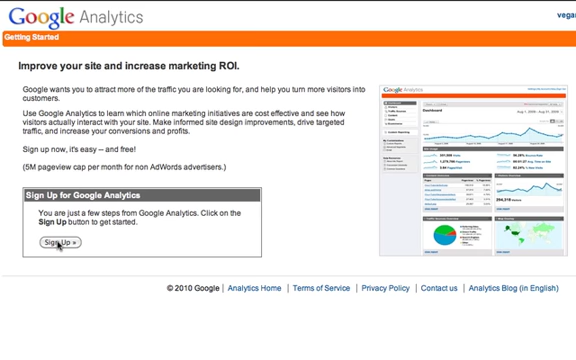 Google Analytics
vegan
Getting Started
Improve your site and increase marketing ROI.
Google wants you to attract more of the traffic you are looking for, and help you turn more visitors into
customers.
Use Google Analytics to learn which online marketing initiatives are cost effective and see how
visitors actually interact with your site. Make informed site design improvements, drive targeted
traffic, and increase your conversions and profits.
Sign up now, it's easy – and free!
(5M pageview cap per month for non AdWords advertisers.)
Google Analytics
Dashboard
Sign Up for Google Analytics
You are just a few steps from Google Analytics. Click on the
Sign Up button to get started.
Sign Up »
© 2010 Google | Analytics Home | Terms of Service | Privacy Policy | Contact us | Analytics Blog (in English)